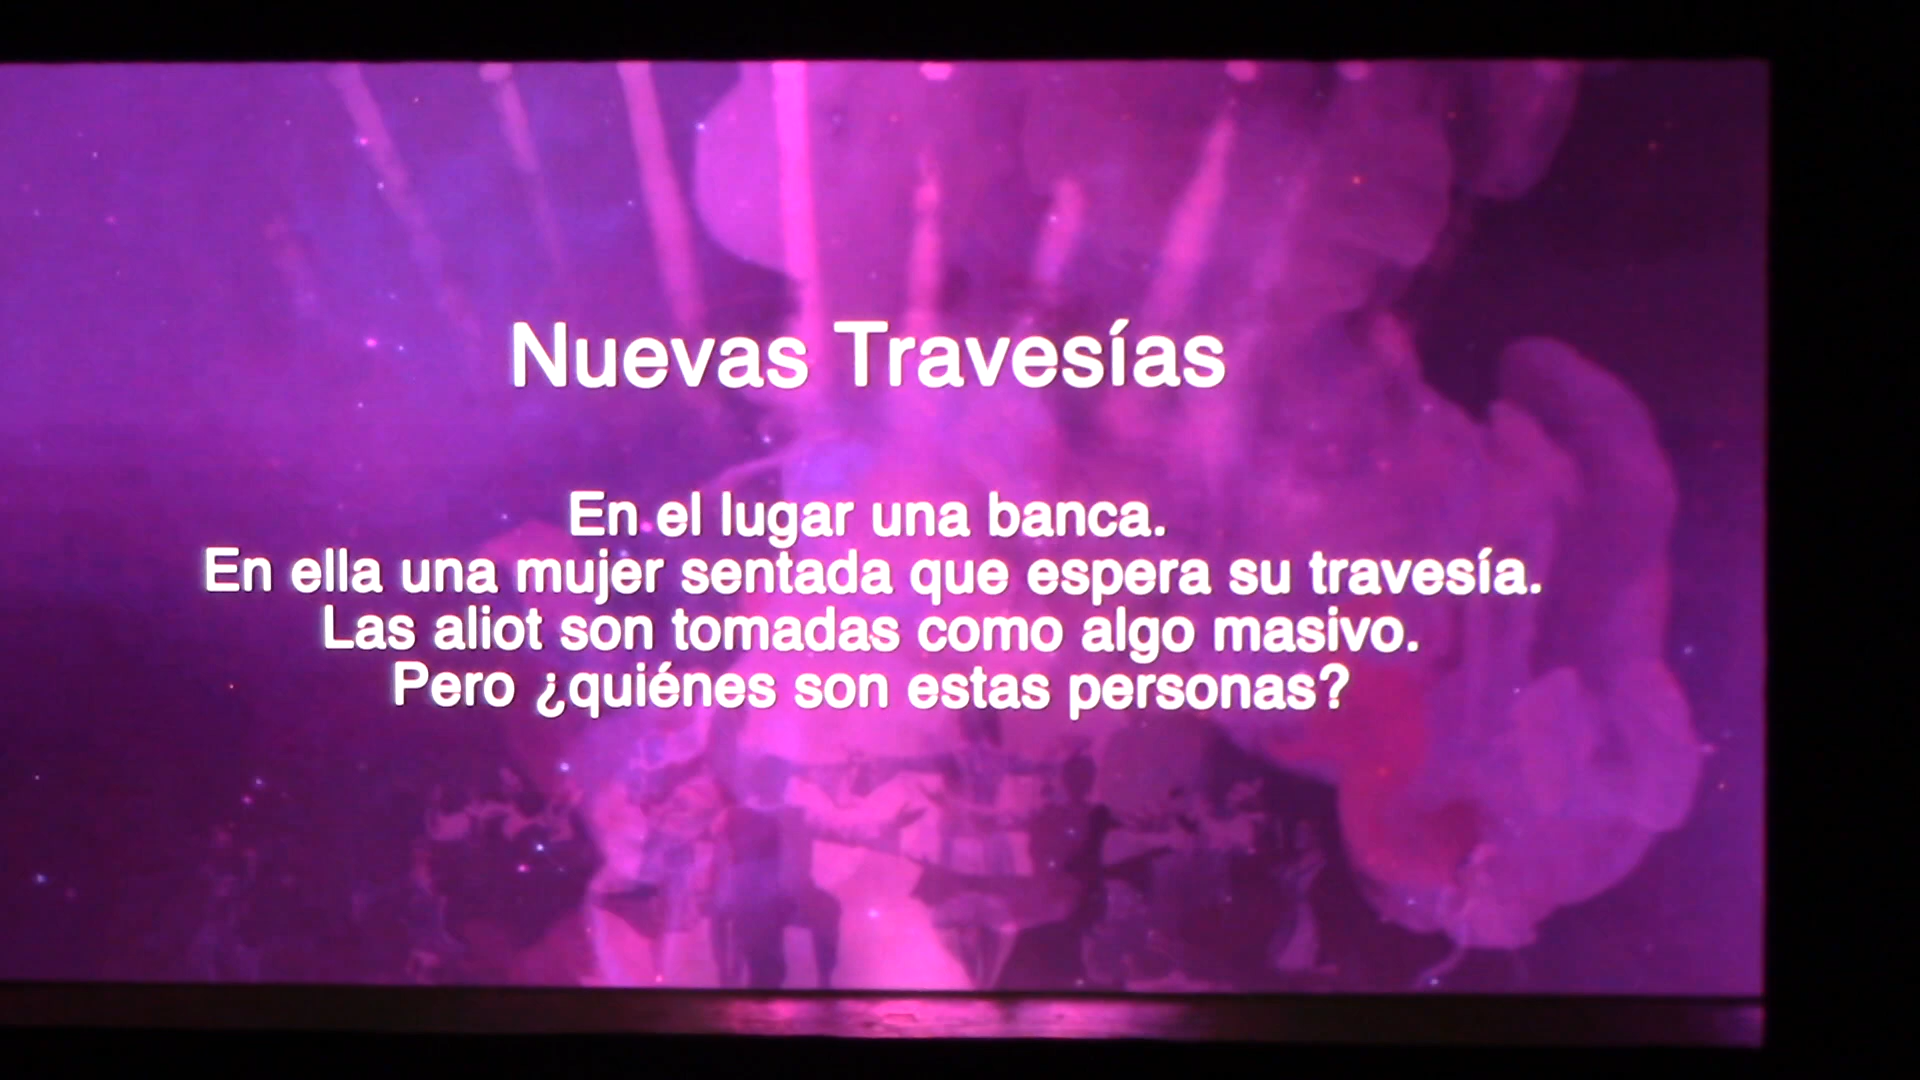 Nuevas Travesías
En el lugar una banca.
En ella una mujer sentada que espera su travesía.
Las aliot son tomadas como algo masivo.
Pero ¿quiénes son estas personas?